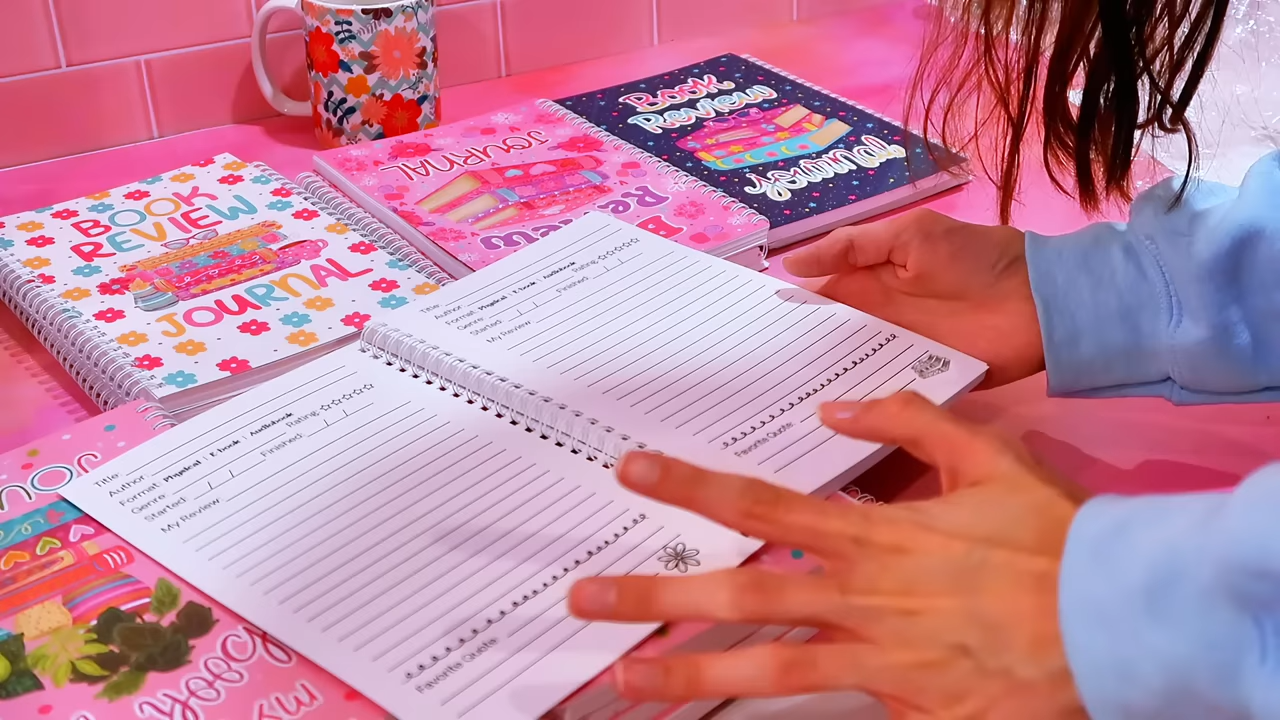 BOOK
REVIEW
JOURNAL
JOURNAL
Review
Book
Review
Journal
Title:
Author
Format: Physical | E book | Audiobook
Genre: Rating: ☆☆☆☆☆
Started: / / Finished: / /
My Review
Favorite Quote:
Title:
Author
Format: Physical | E book | Audiobook
Genre: Rating: ☆☆☆☆☆
Started: / / Finished: / /
My Review
Favorite Quote: